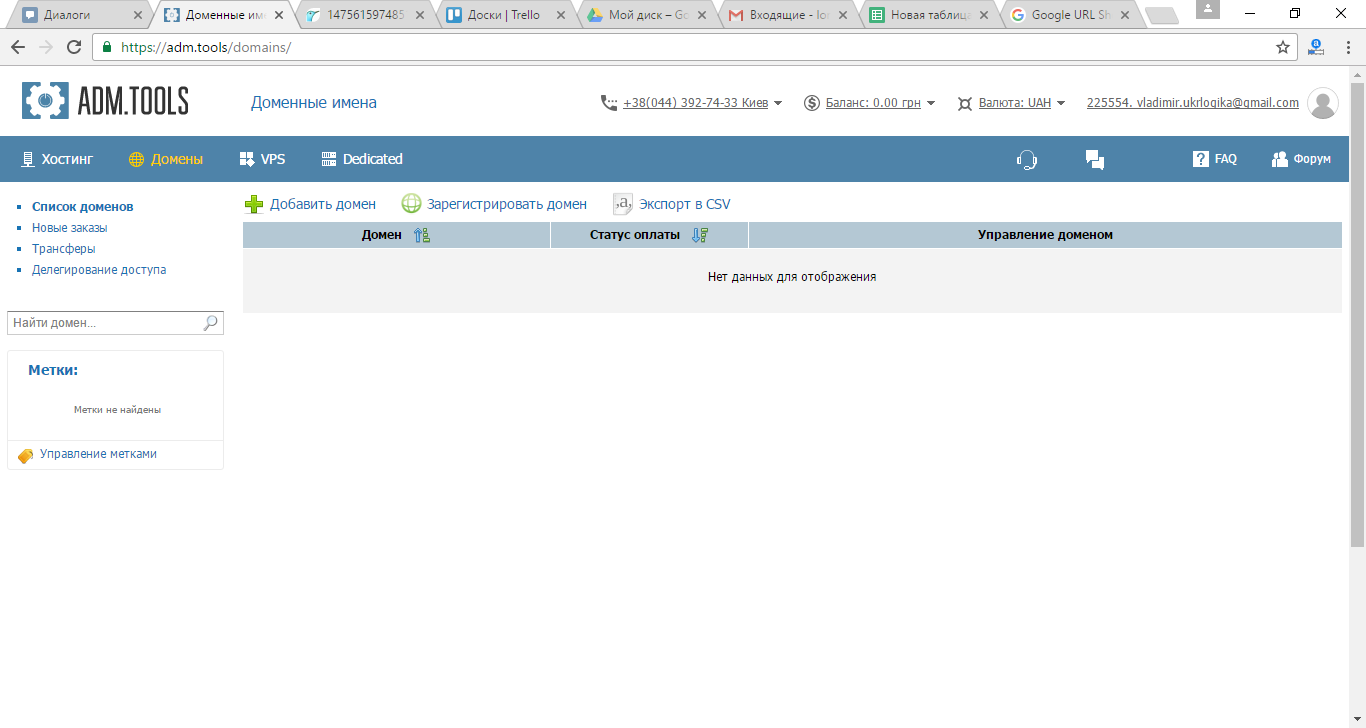 Диалоги
Доменные име
147561597485
Доски | Trello
Мой диск – Go
Входящие - lo
Новая таблица
Google URL Sh
https://adm.tools/domains/
ADM.TOOLS
Доменные имена
+38(044) 392-74-33 Киев
Баланс: 0.00 грн
Валюта: UAH
225554. vladimir.ukrlogika@gmail.com
Хостинг
Домены
VPS
Dedicated
FAQ
Форум
Список доменов
Новые заказы
Трансферы
Делегирование доступа
Найти домен...
Метки:
Метки не найдены
Управление метками
Добавить домен
Зарегистрировать домен
Экспорт в CSV
Домен
Статус оплаты
Управление доменом
Нет данных для отображения